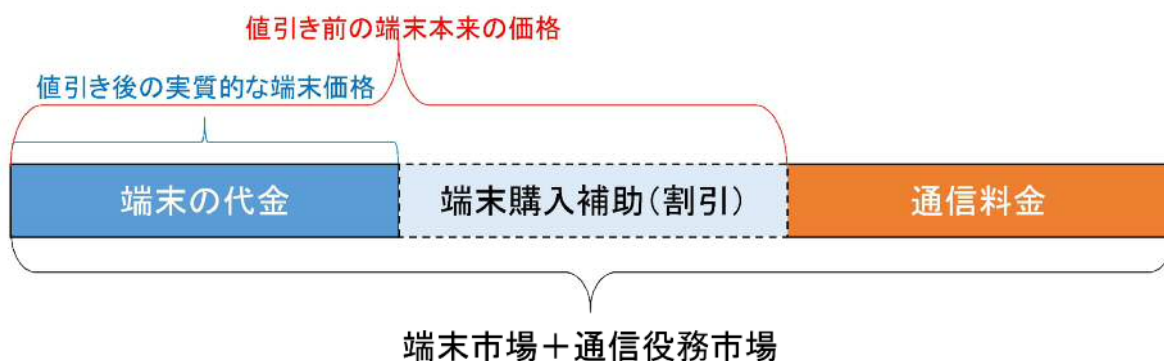 値引き前の端末本来の価格
値引き後の実質的な端末価格
端末の代金
端末購入補助(割引)
通信料金
端末市場＋通信役務市場